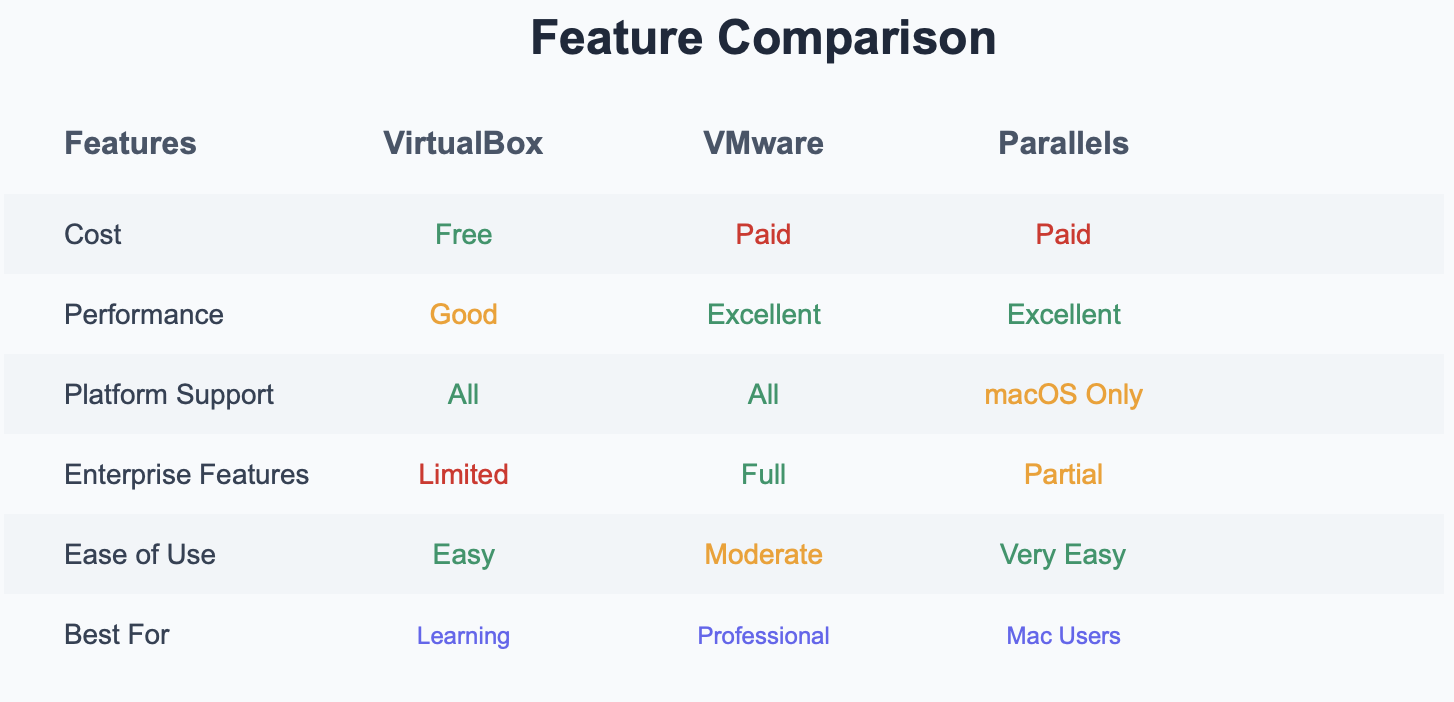 Feature Comparison
Features VirtualBox VMware Parallels
Cost Free Paid Paid
Performance Good Excellent Excellent
Platform Support All All macOS Only
Enterprise Features Limited Full Partial
Ease of Use Easy Moderate Very Easy
Best For Learning Professional Mac Users